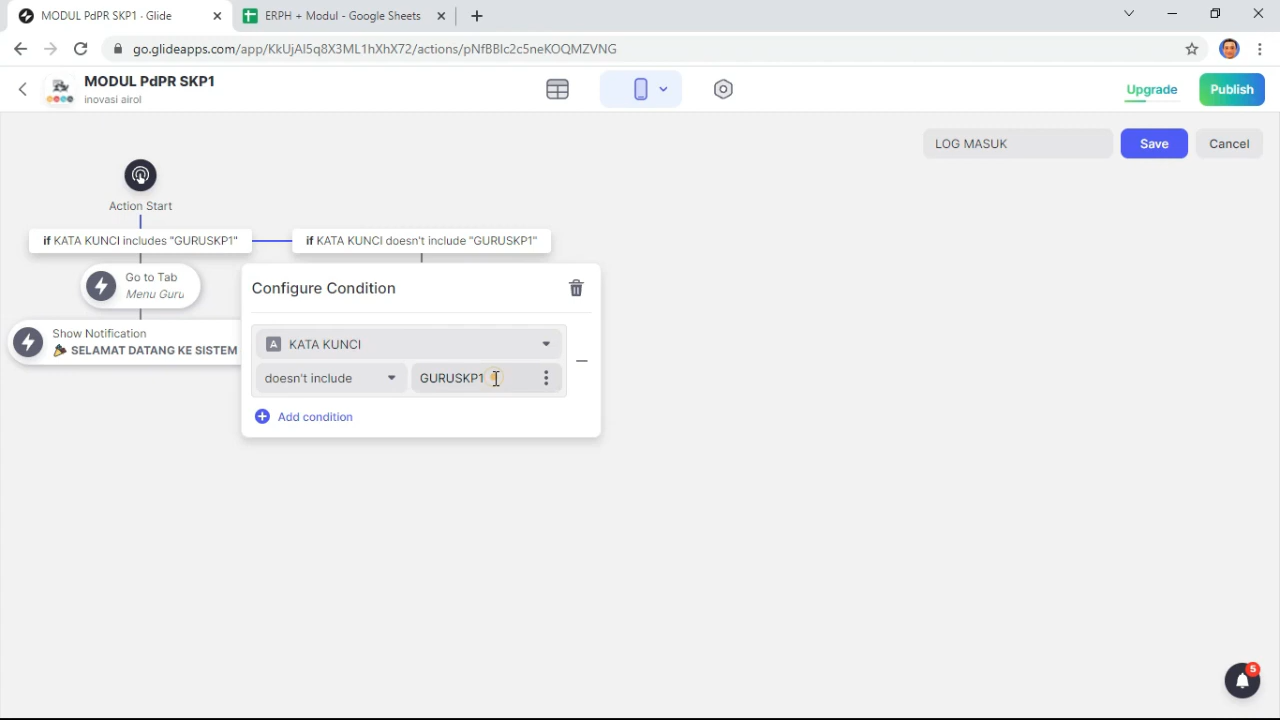 MODUL PdPR SKP1 - Glide
ERPH + Modul - Google Sheets
go.glideapps.com/app/KkUjAI5q8X3ML1hXhX72/actions/pNfBBIc2c5neKOQMZVNG
MODUL PdPR SKP1
inovasi airol
Upgrade
Publish
LOG MASUK
Save
Cancel
Action Start
if KATA KUNCI includes "GURUSKP1"
if KATA KUNCI doesn't include "GURUSKP1"
Go to Tab
Menu Guru
Configure Condition
Show Notification
SELAMAT DATANG KE SISTEM
KATA KUNCI
doesn't include
GURUSKP1
Add condition
5